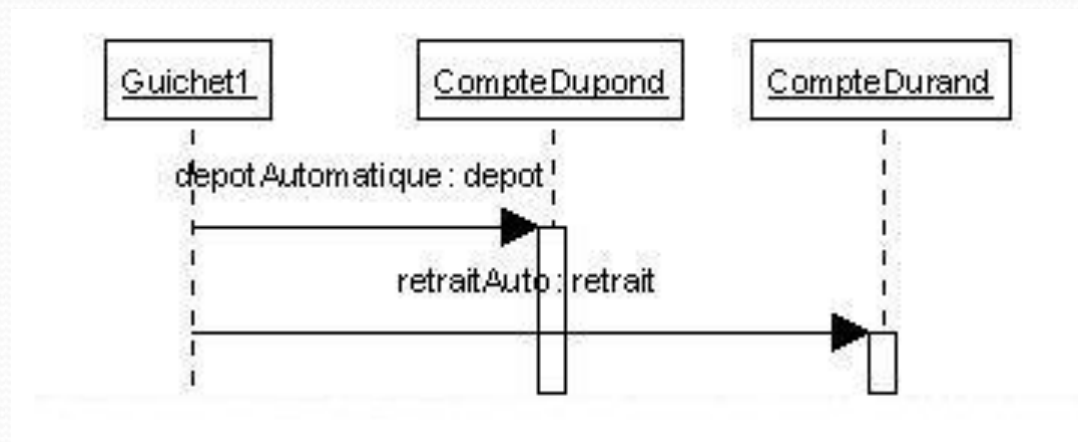 Guichet1 CompteDupond CompteDurand
depotAutomatique : depot
retraitAuto : retrait